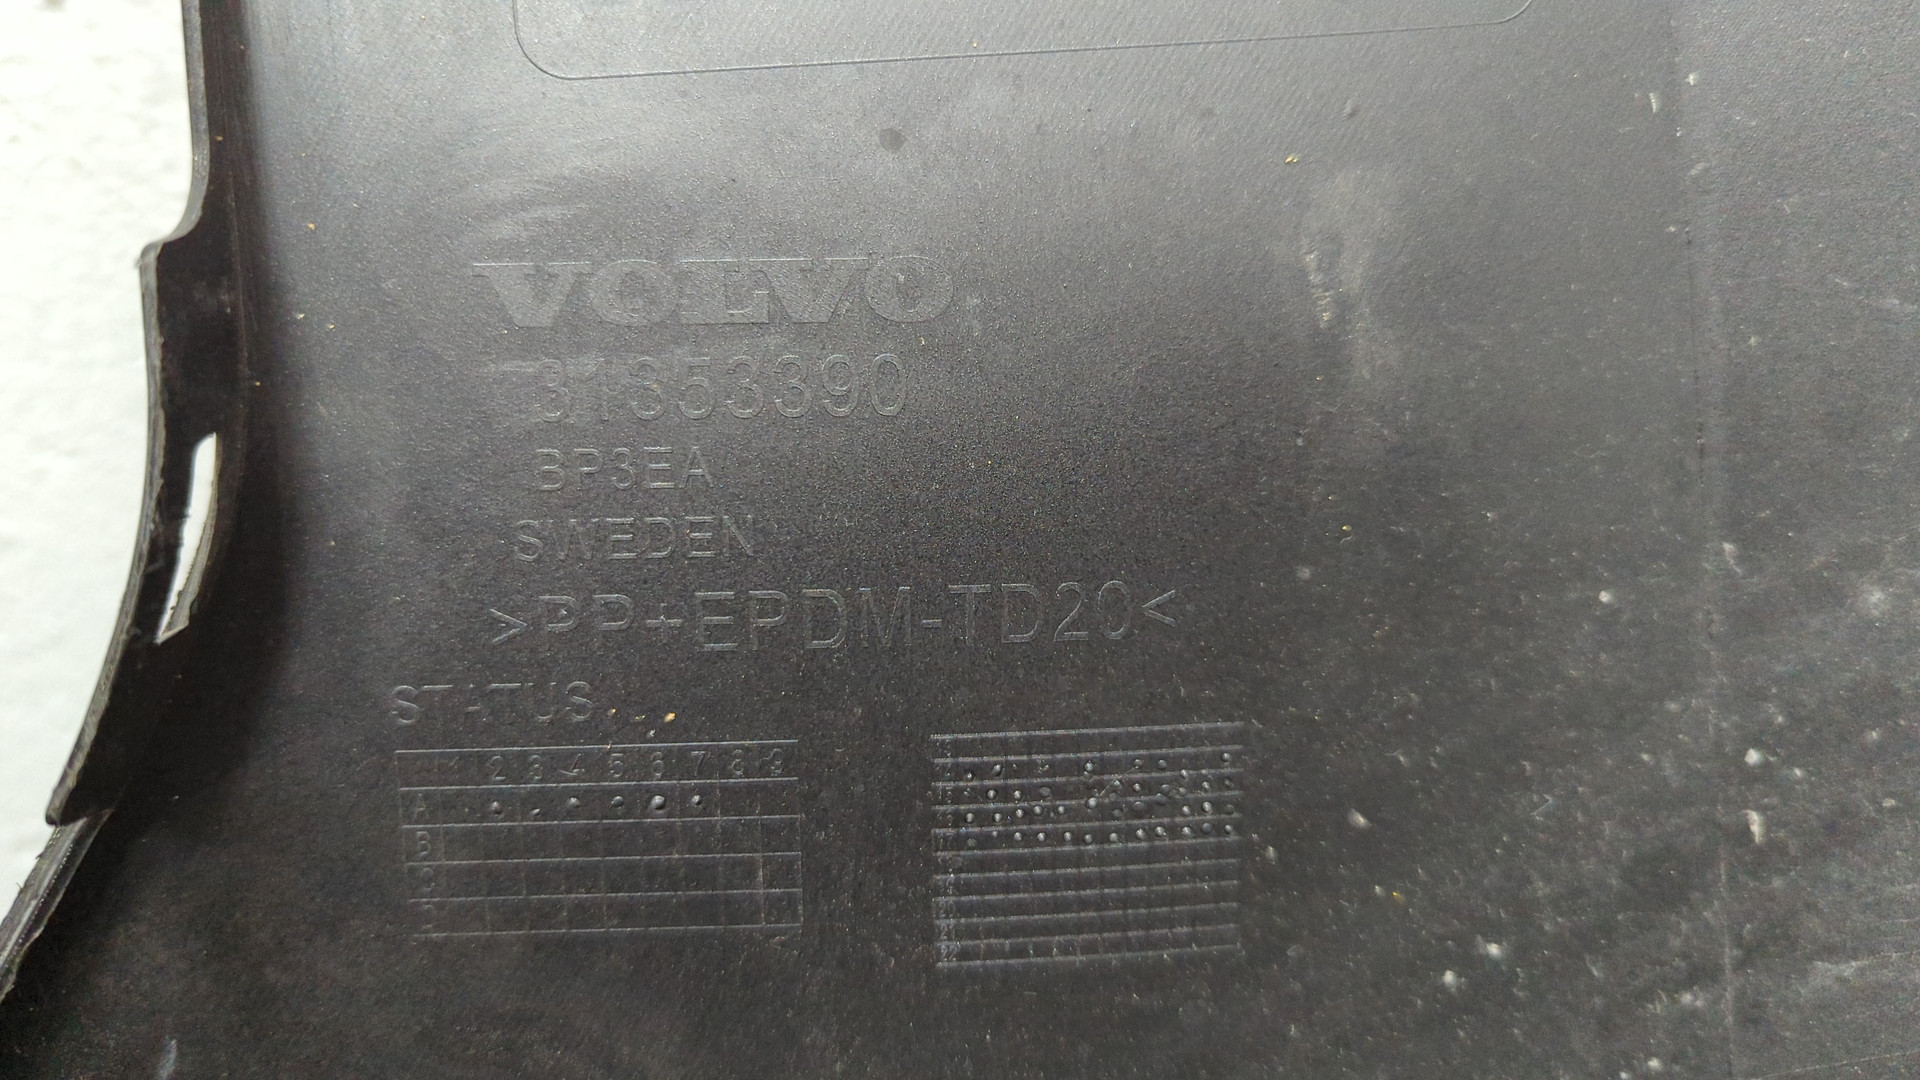 VOLVO
31353390
BP3EA
SWEDEN
>PP+EPDM-TD20<
STATUS
1 2 3 4 5 6 7 8 9
A
B
C
D